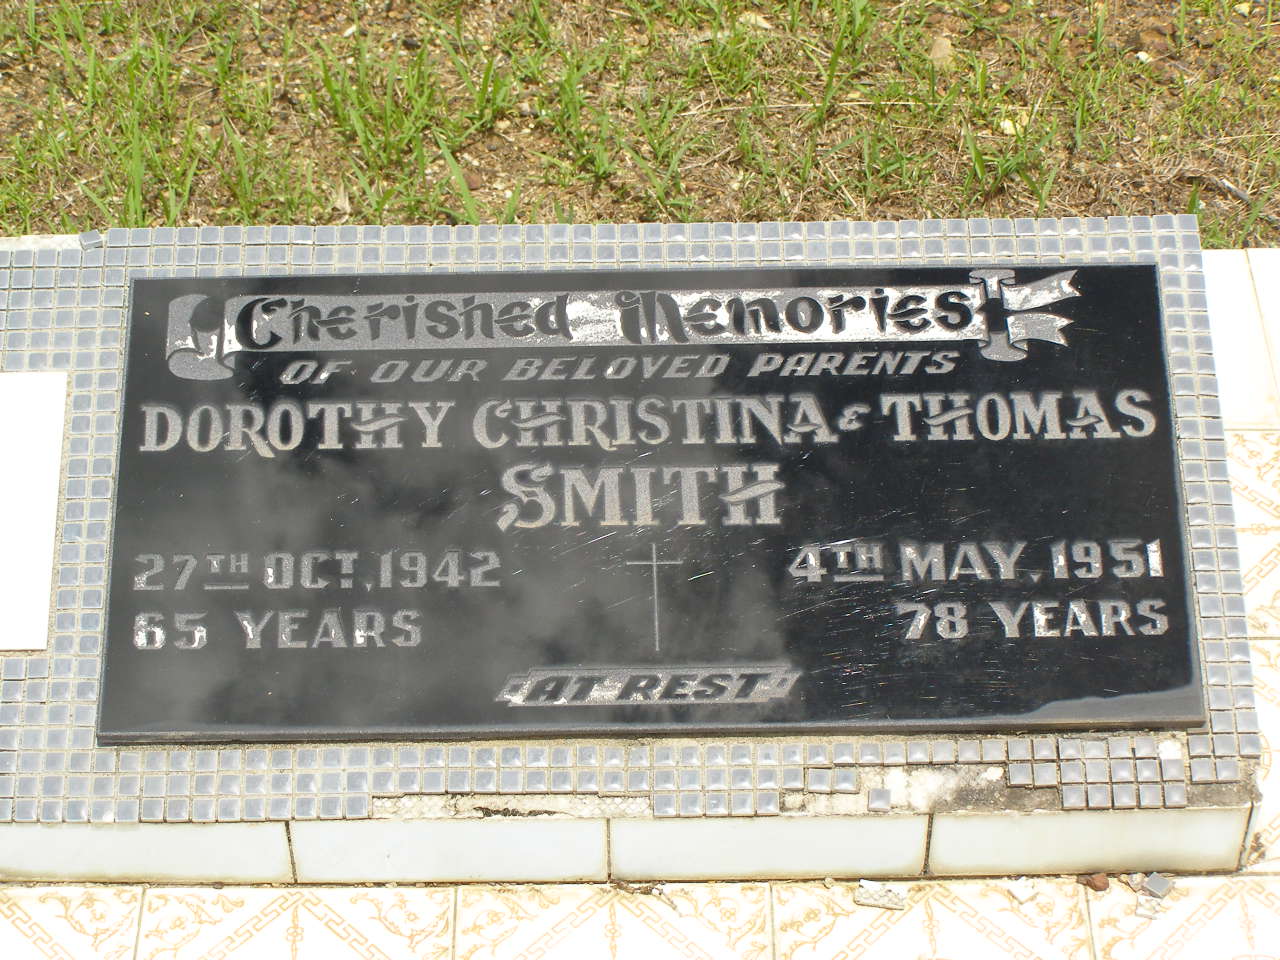 Cherished Memories
OF OUR BELOVED PARENTS
DOROTHY CHRISTINA & THOMAS
SMITH
27TH OCT. 1942 4TH MAY, 1951
65 YEARS 78 YEARS
"AT REST"